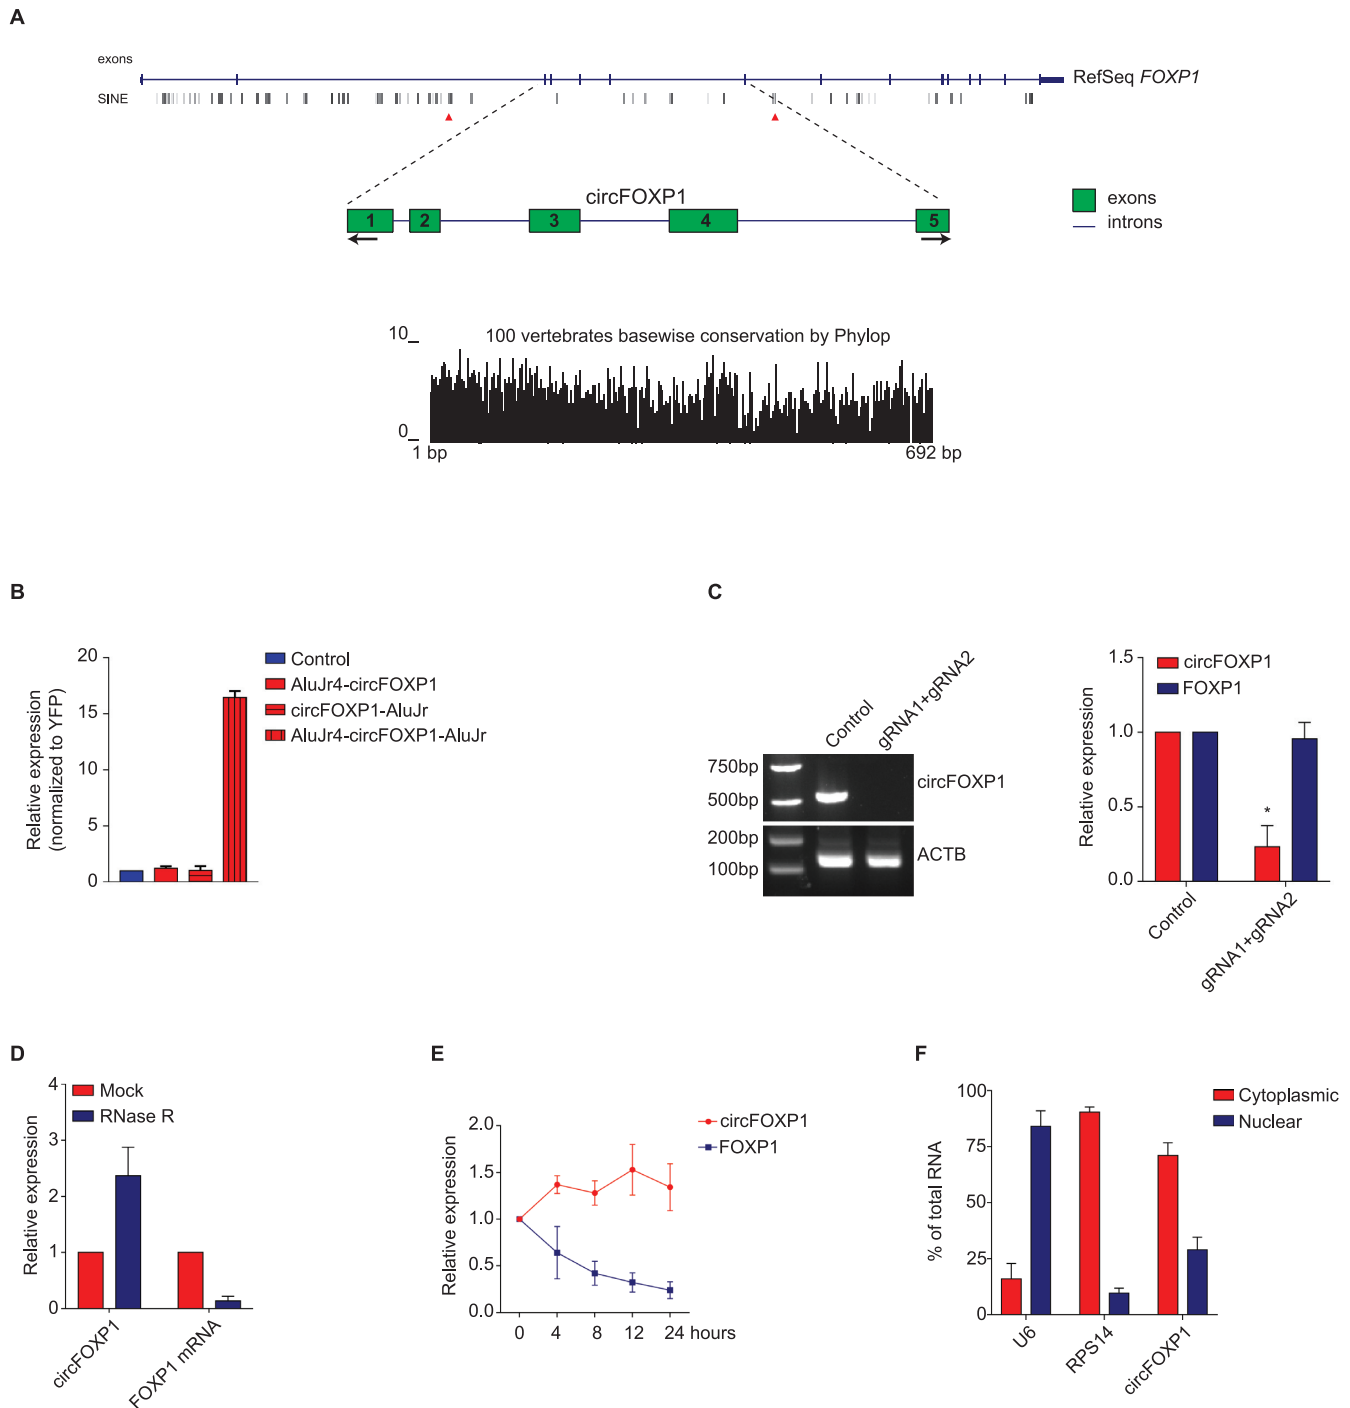 A
exons
RefSeq FOXP1
SINE
circFOXP1
1 2 3 4 5
exons
introns
10
100 vertebrates basewise conservation by Phylop
0
1 bp
692 bp
B
Relative expression
(normalized to YFP)
20
15
10
5
0
Control
AluJr4-circFOXP1
circFOXP1-AluJr
AluJr4-circFOXP1-AluJr
C
Control
gRNA1+gRNA2
750bp
500bp
circFOXP1
200bp
100bp
ACTB
Relative expression
1.5
1.0
0.5
0.0
circFOXP1
FOXP1
*
Control
gRNA1+gRNA2
D
Relative expression
4
3
2
1
0
Mock
RNase R
circFOXP1
FOXP1 mRNA
E
Relative expression
2.0
1.5
1.0
0.5
0.0
circFOXP1
FOXP1
0 4 8 12 24 hours
F
% of total RNA
100
75
50
25
0
Cytoplasmic
Nuclear
U6
RPS14
circFOXP1